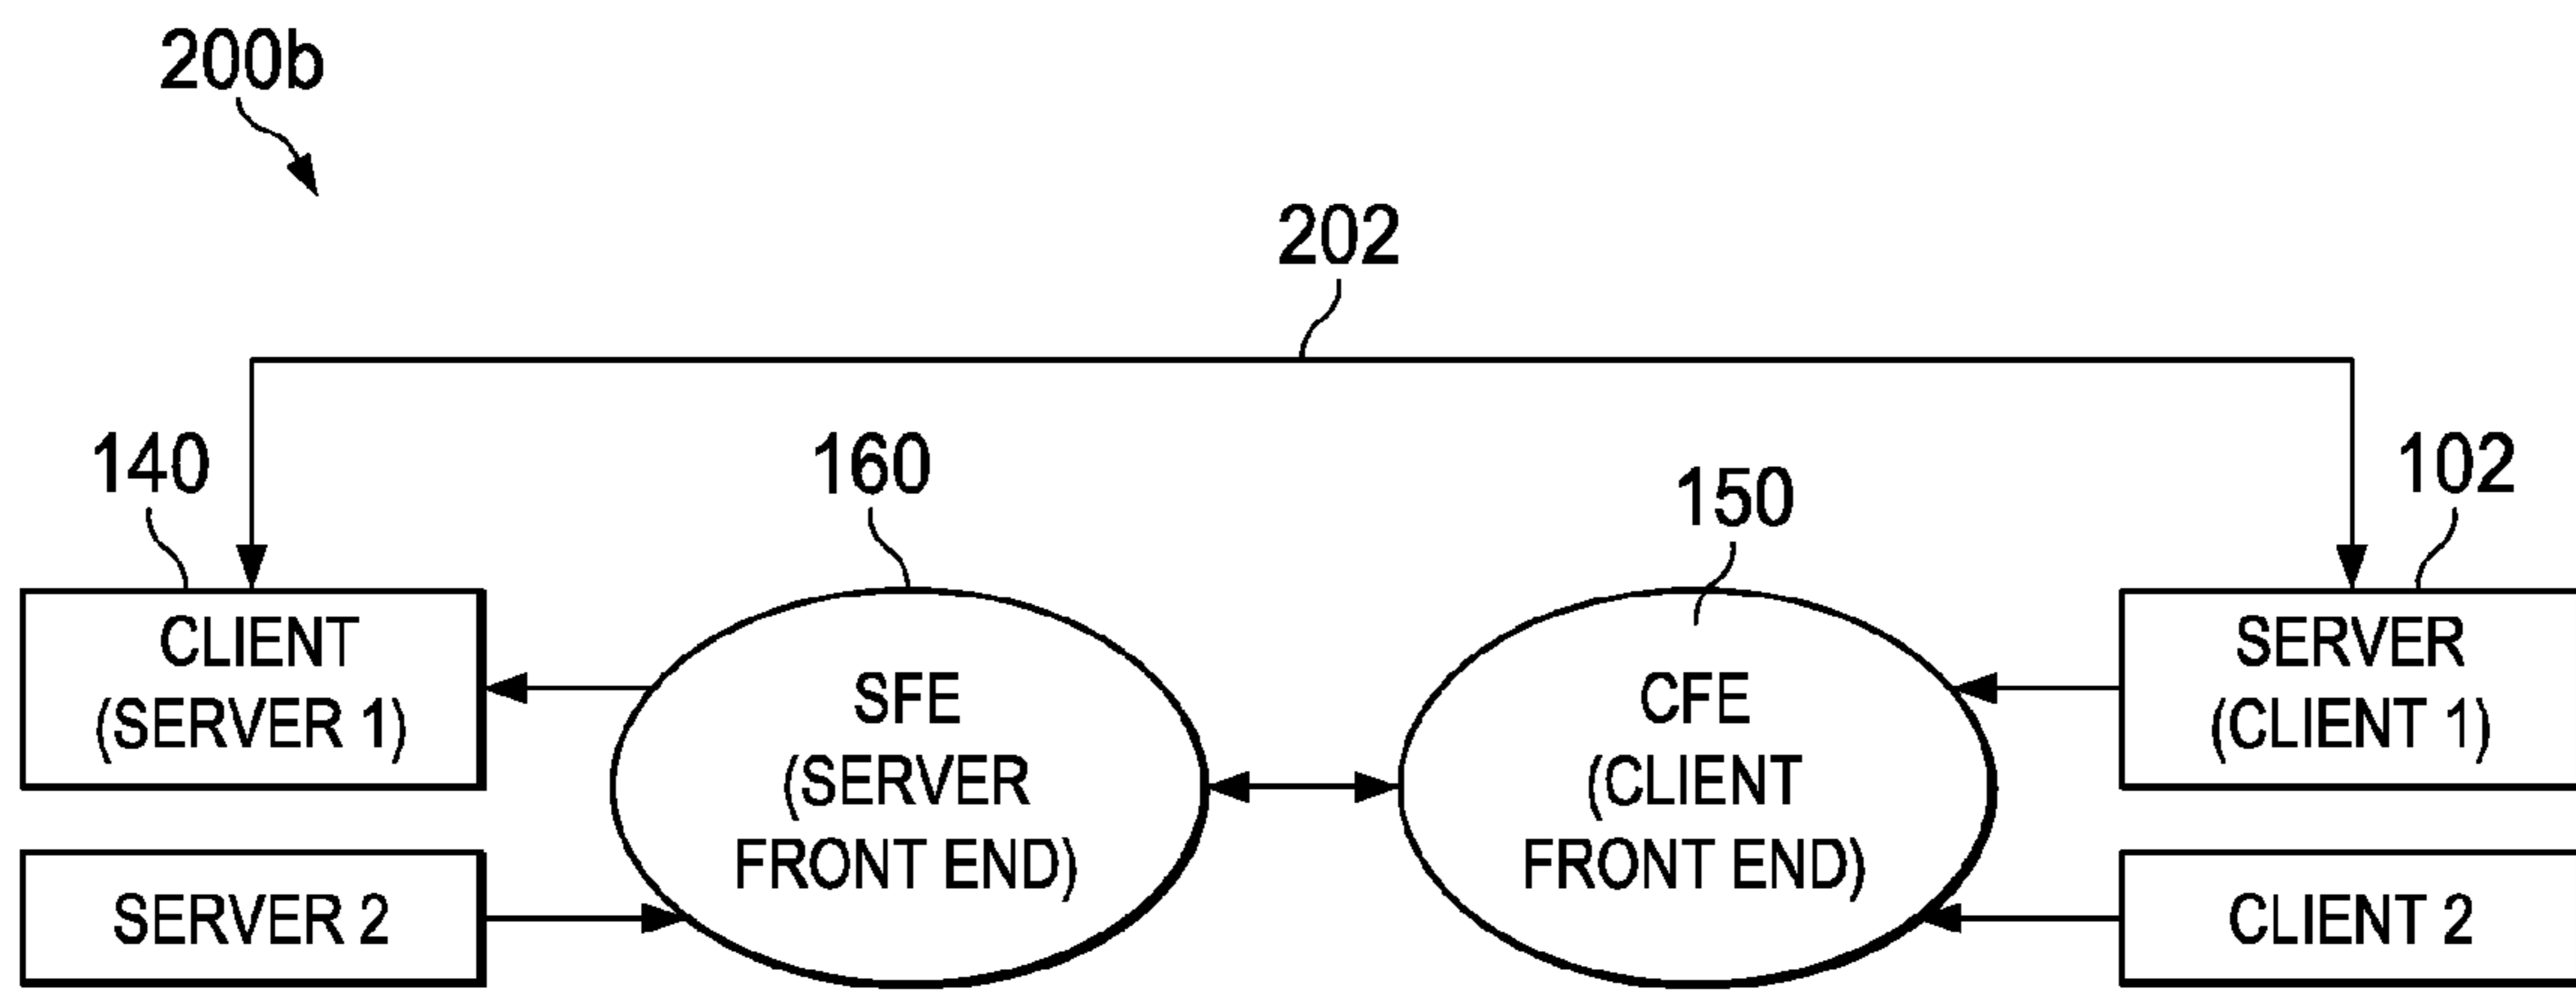 200b
202
140
160
150
102
CLIENT
(SERVER 1)
SFE
(SERVER
FRONT END)
CFE
(CLIENT
FRONT END)
SERVER
(CLIENT 1)
SERVER 2
CLIENT 2